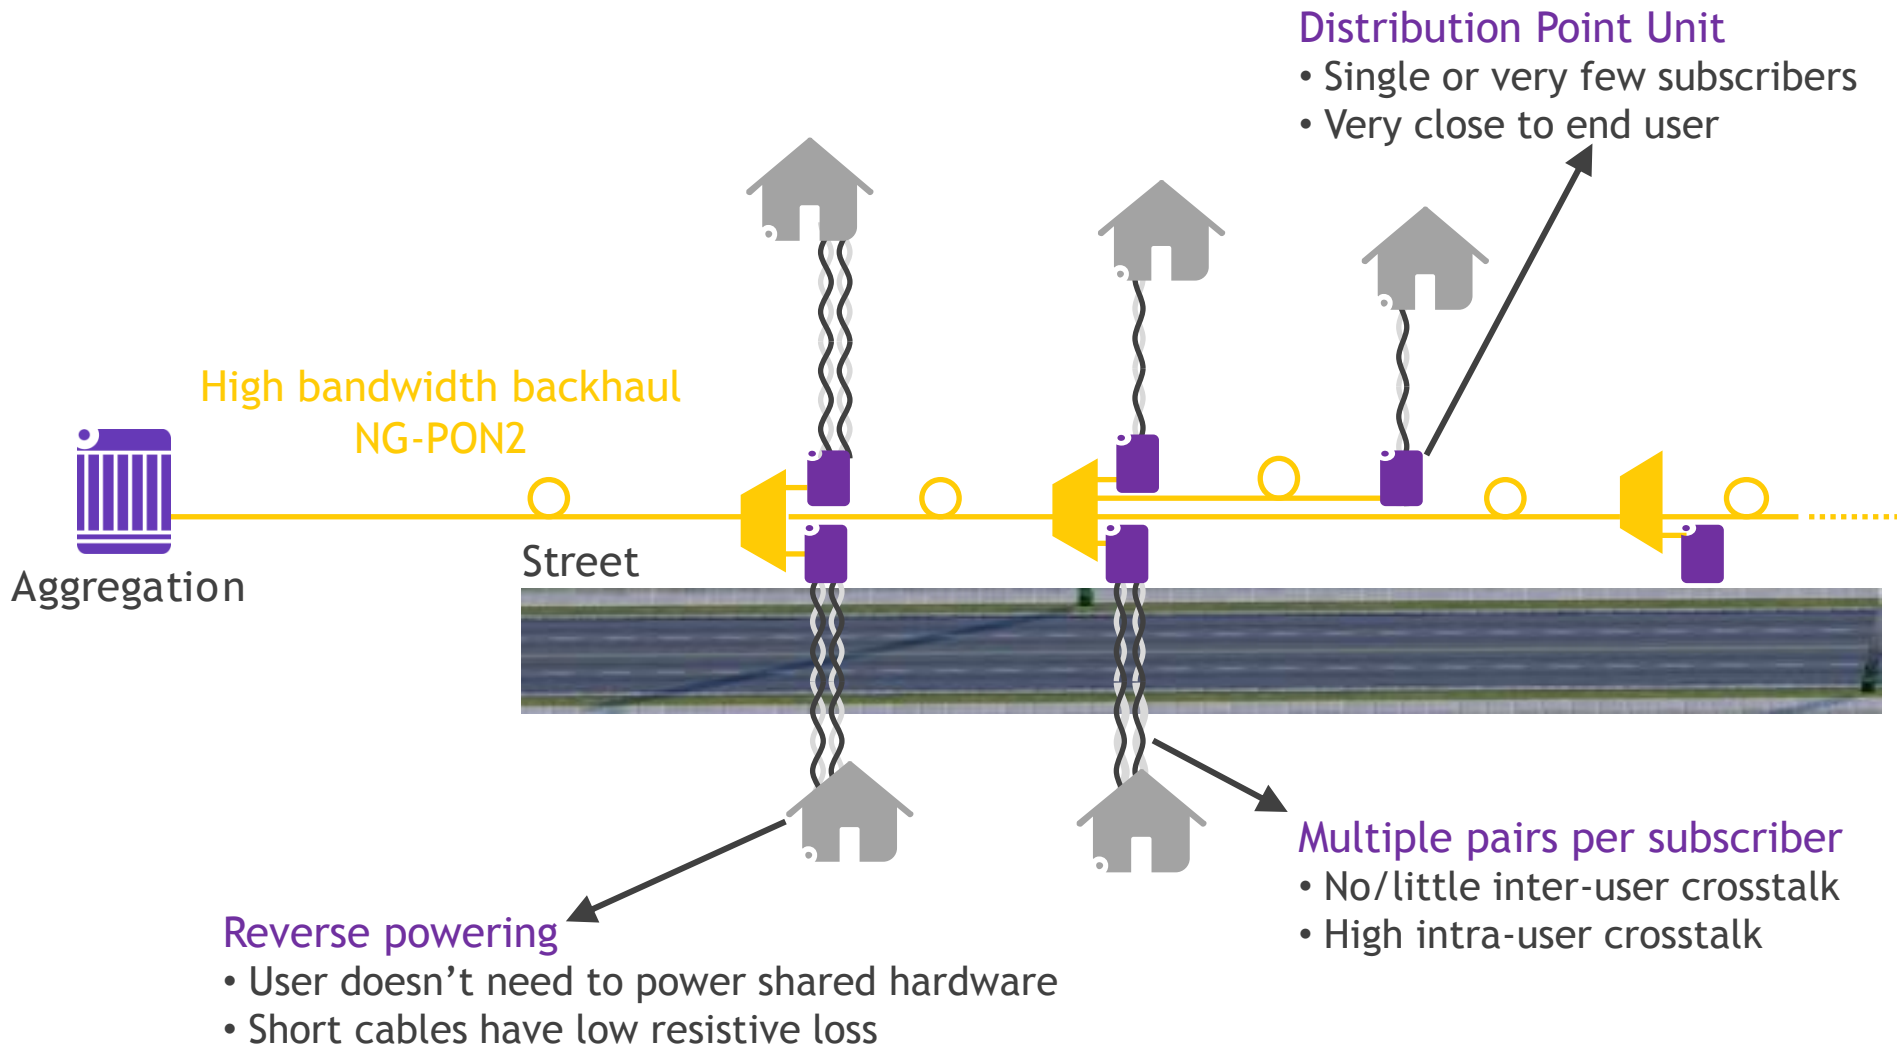 Distribution Point Unit
• Single or very few subscribers
• Very close to end user
High bandwidth backhaul
NG-PON2
Aggregation
Street
Multiple pairs per subscriber
• No/little inter-user crosstalk
• High intra-user crosstalk
Reverse powering
• User doesn’t need to power shared hardware
• Short cables have low resistive loss